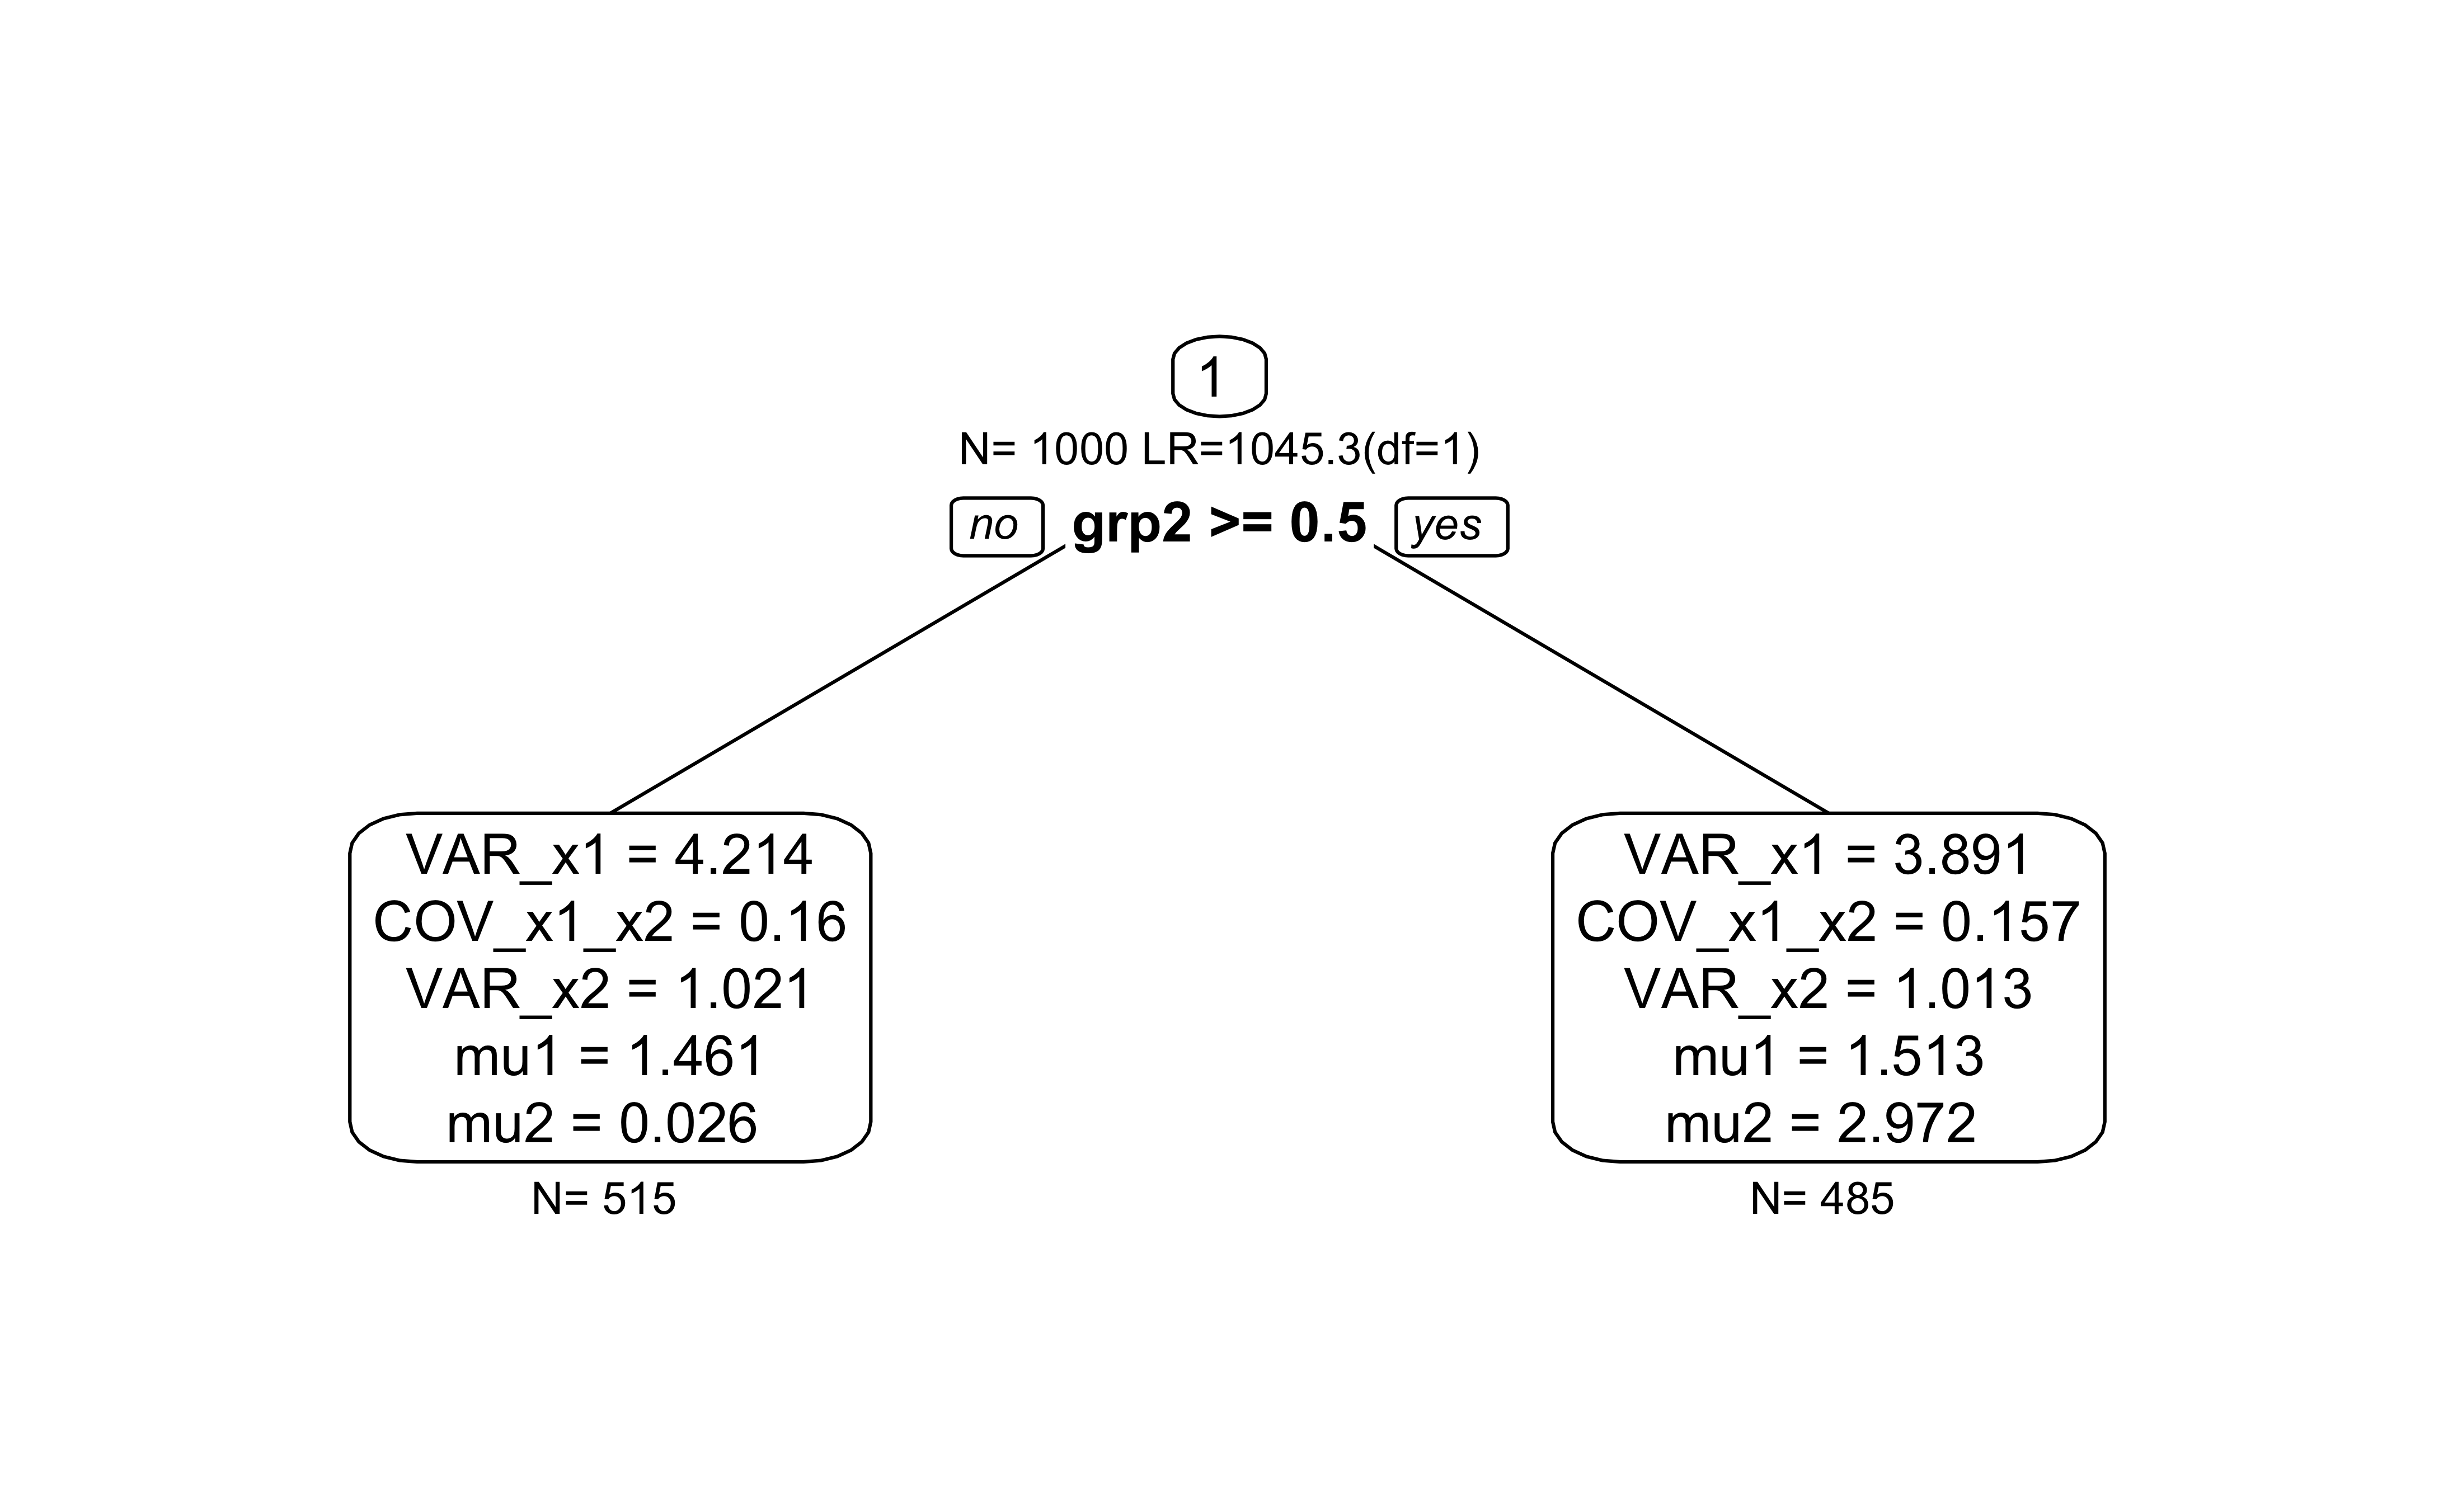 1
N= 1000 LR=1045.3(df=1)
no grp2 >= 0.5 yes
VAR_x1 = 4.214
COV_x1_x2 = 0.16
VAR_x2 = 1.021
mu1 = 1.461
mu2 = 0.026
N= 515
VAR_x1 = 3.891
COV_x1_x2 = 0.157
VAR_x2 = 1.013
mu1 = 1.513
mu2 = 2.972
N= 485